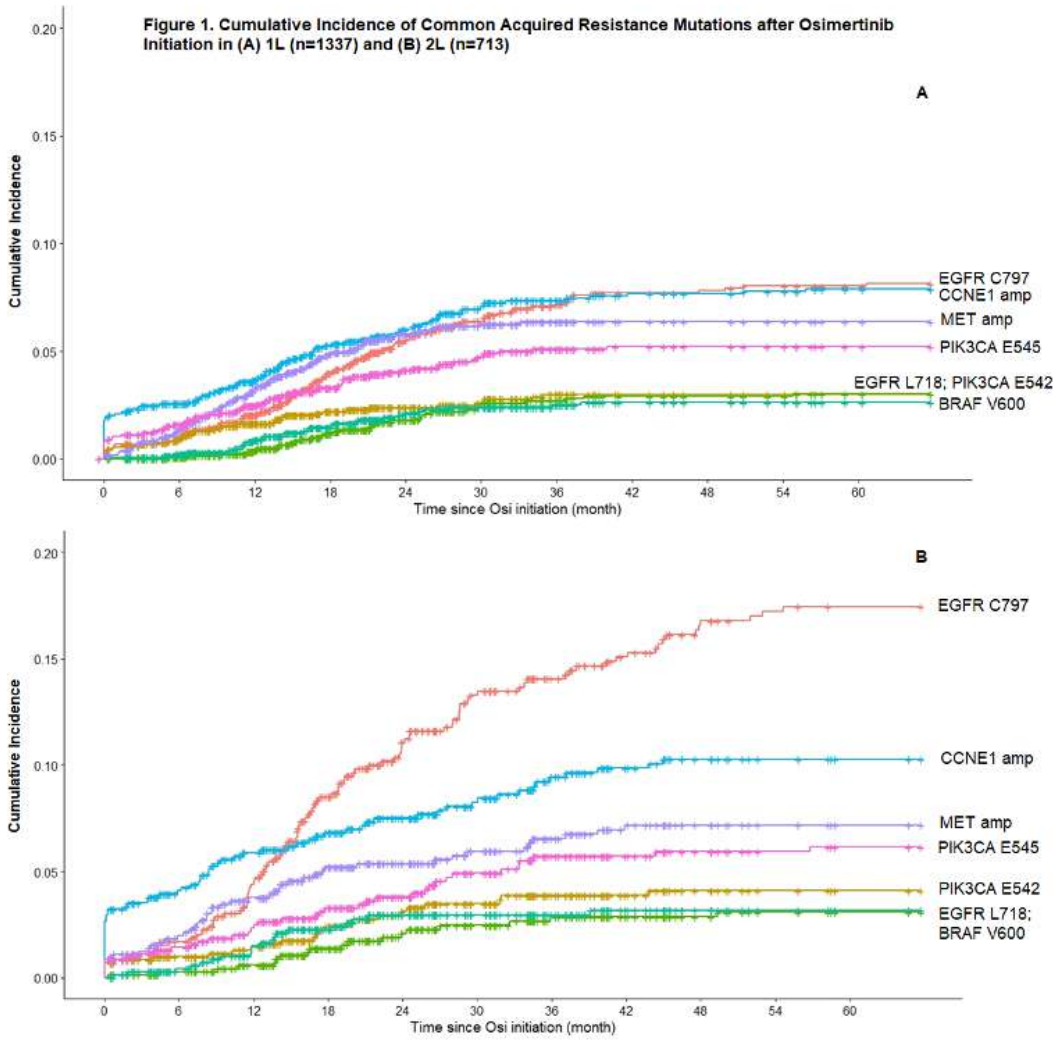 Figure 1. Cumulative Incidence of Common Acquired Resistance Mutations after Osimertinib
Initiation in (A) 1L (n=1337) and (B) 2L (n=713)
A
Cumulative Incidence
0.20
0.15
0.10
0.05
0.00
EGFR C797
CCNE1 amp
MET amp
PIK3CA E545
EGFR L718; PIK3CA E542
BRAF V600
0 6 12 18 24 30 36 42 48 54 60
Time since Osi initiation (month)
B
Cumulative Incidence
0.20
0.15
0.10
0.05
0.00
EGFR C797
CCNE1 amp
MET amp
PIK3CA E545
PIK3CA E542
EGFR L718;
BRAF V600
0 6 12 18 24 30 36 42 48 54 60
Time since Osi initiation (month)